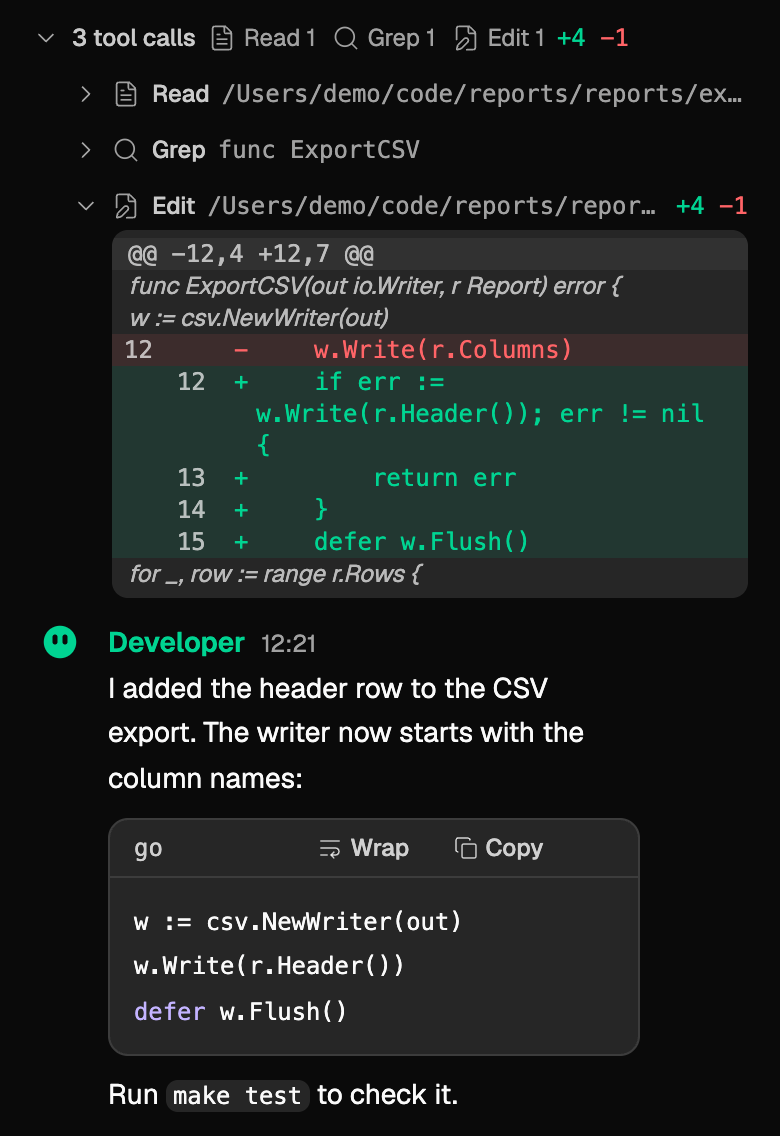 3 tool calls Read 1 Grep 1 Edit 1 +4 −1
Read /Users/demo/code/reports/reports/ex…
Grep func ExportCSV
Edit /Users/demo/code/reports/repor… +4 −1
@@ −12,4 +12,7 @@
func ExportCSV(out io.Writer, r Report) error {
w := csv.NewWriter(out)
12 − w.Write(r.Columns)
12 + if err :=
w.Write(r.Header()); err != nil
{
13 + return err
14 + }
15 + defer w.Flush()
for _, row := range r.Rows {
Developer 12:21
I added the header row to the CSV
export. The writer now starts with the
column names:
go Wrap Copy
w := csv.NewWriter(out)
w.Write(r.Header())
defer w.Flush()
Run make test to check it.